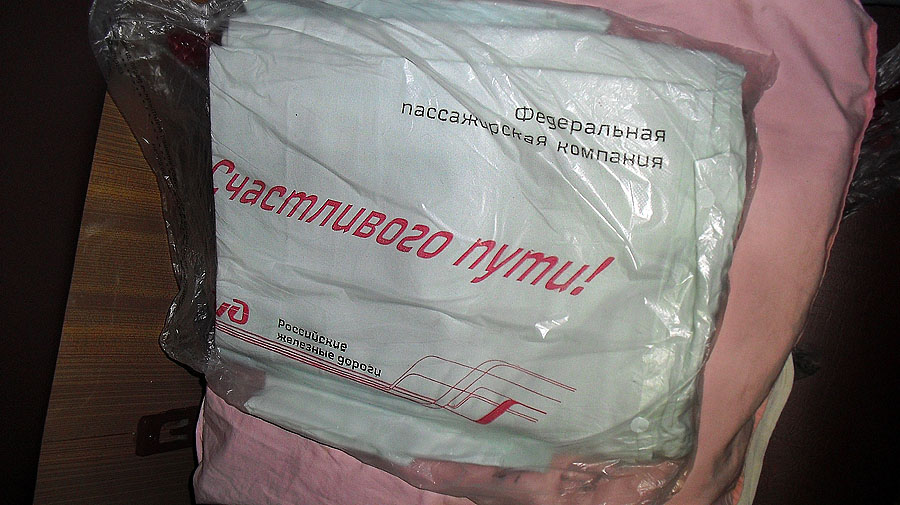 Федеральная
пассажирская компания
Счастливого пути!
Российские
железные дороги